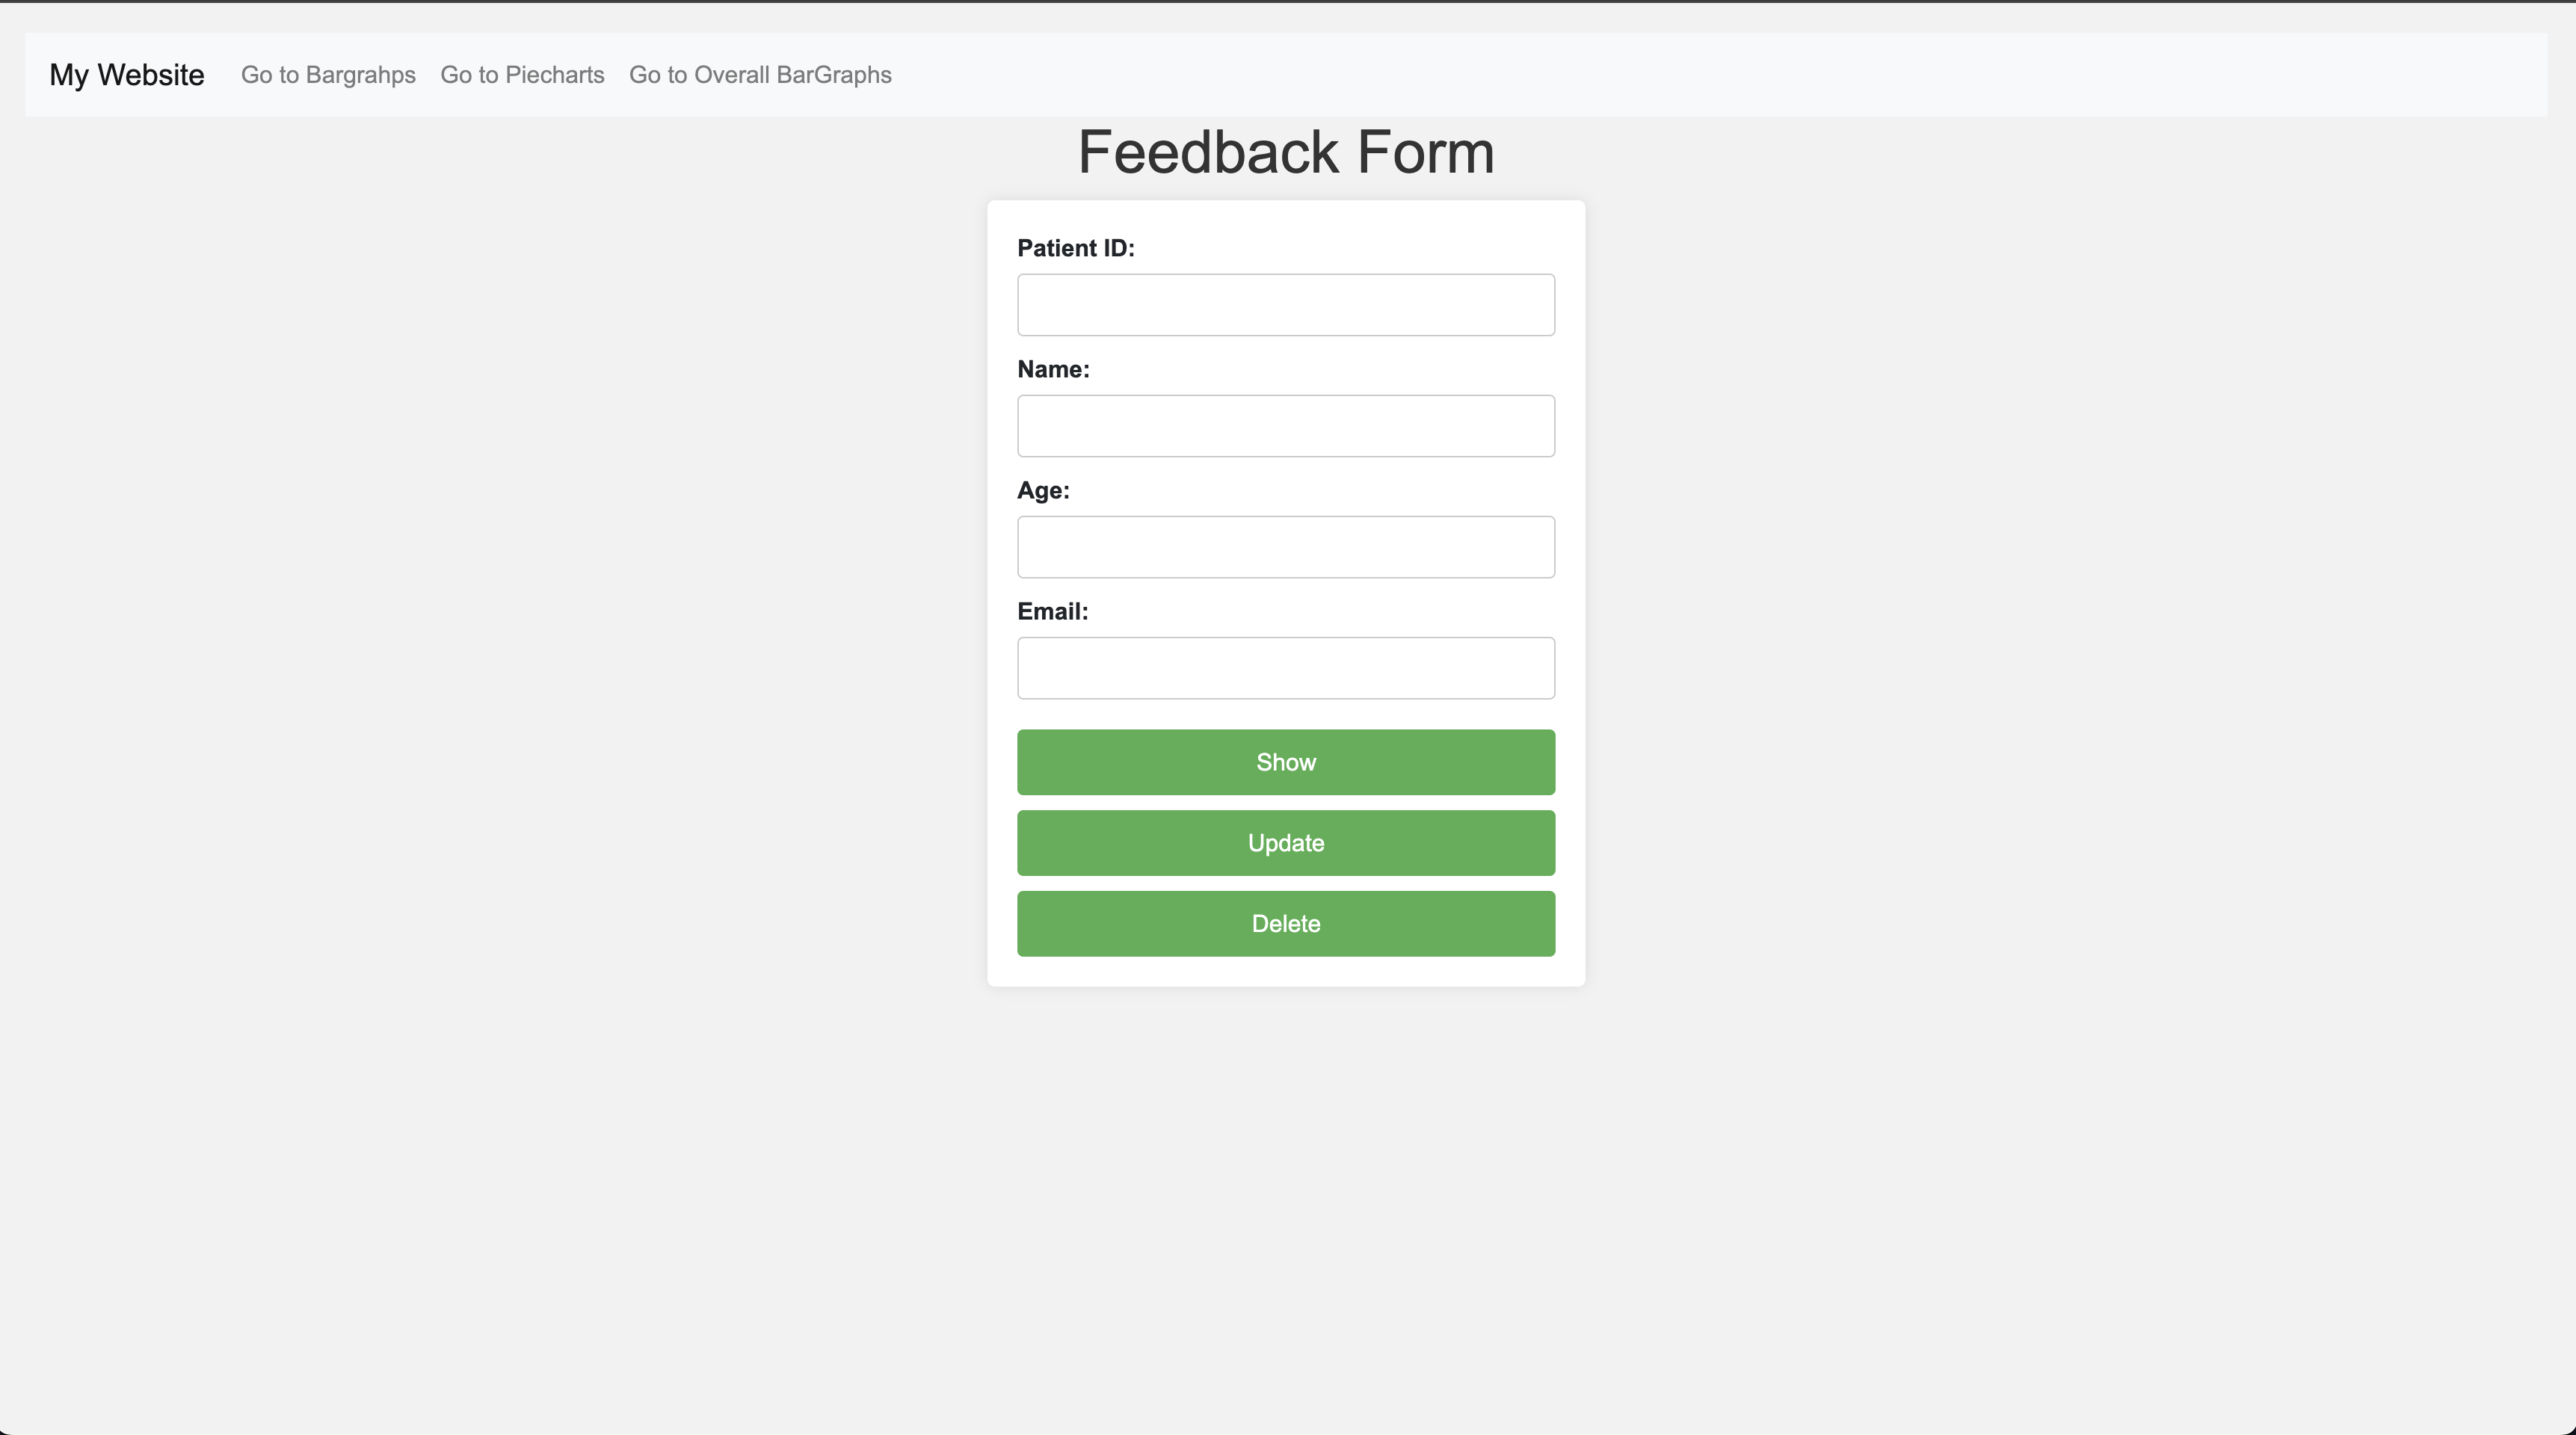 My Website Go to Bargrahps Go to Piecharts Go to Overall BarGraphs
Feedback Form
Patient ID:
Name:
Age:
Email:
Show
Update
Delete